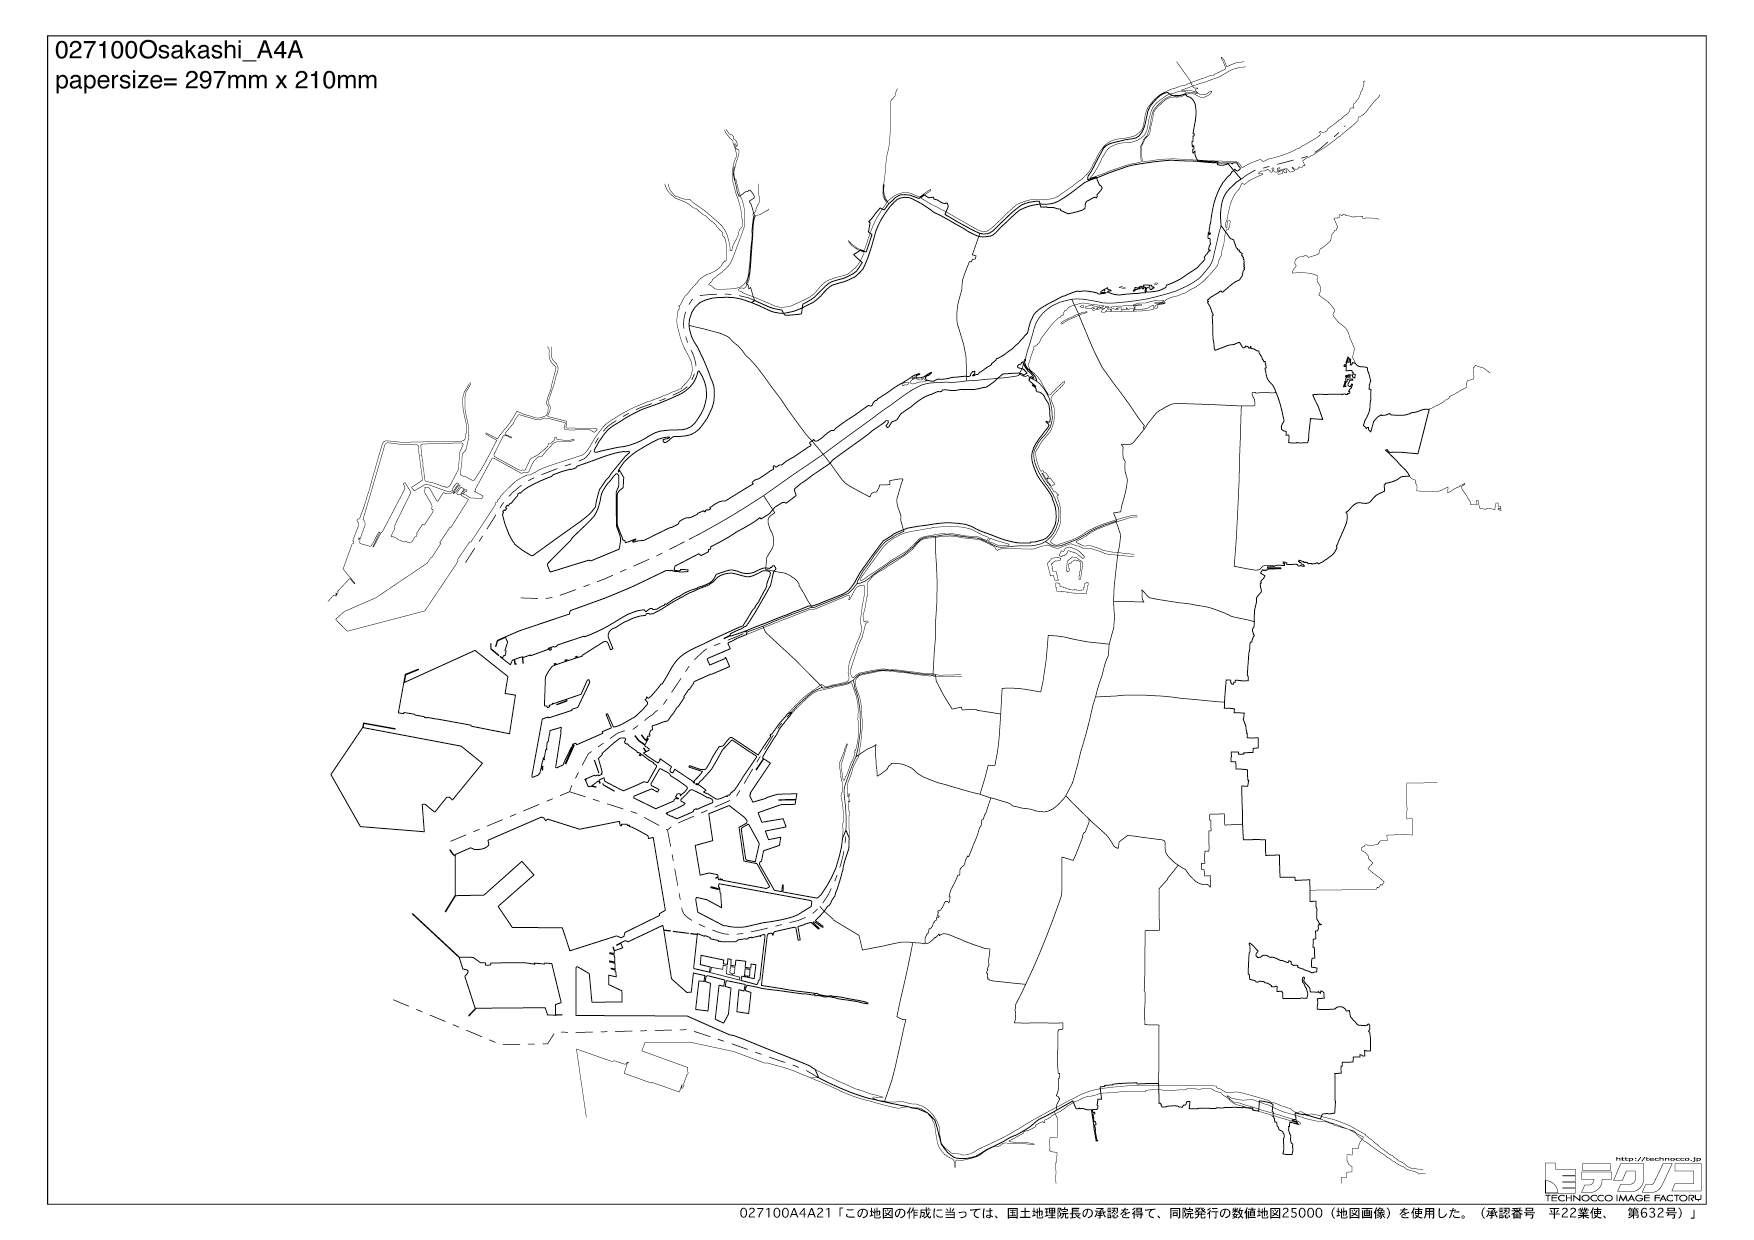 027100Osakashi_A4A
papersize= 297mm x 210mm
http://technocco.jp
テクノコ
TECHNOCCO IMAGE FACTORY
027100A4A21「この地図の作成に当っては、国土地理院長の承認を得て、同院発行の数値地図25000（地図画像）を使用した。（承認番号　平22業使、　第632号）」